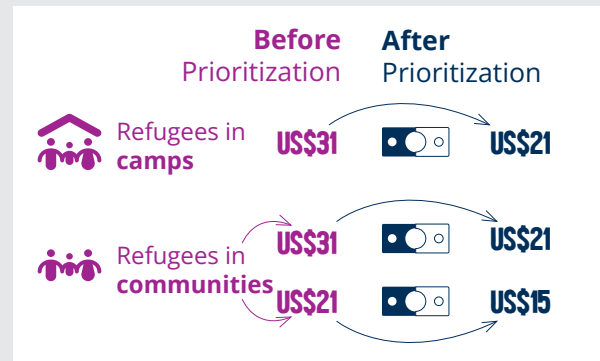 Before Prioritization
After Prioritization
Refugees in camps
US$31
US$21
Refugees in communities
US$31
US$21
US$21
US$15